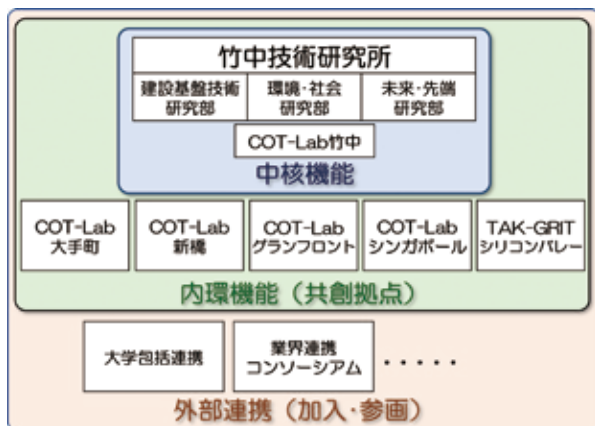 竹中技術研究所
建設基盤技術 環境・社会 未来・先端
研究部 研究部 研究部
COT-Lab竹中
中核機能
COT-Lab COT-Lab COT-Lab COT-Lab TAK-GRIT
大手町 新橋 グランフロント シンガポール シリコンバレー
内環機能（共創拠点）
大学包括連携
業界連携
コンソーシアム
・・・・・
外部連携（加入・参画）